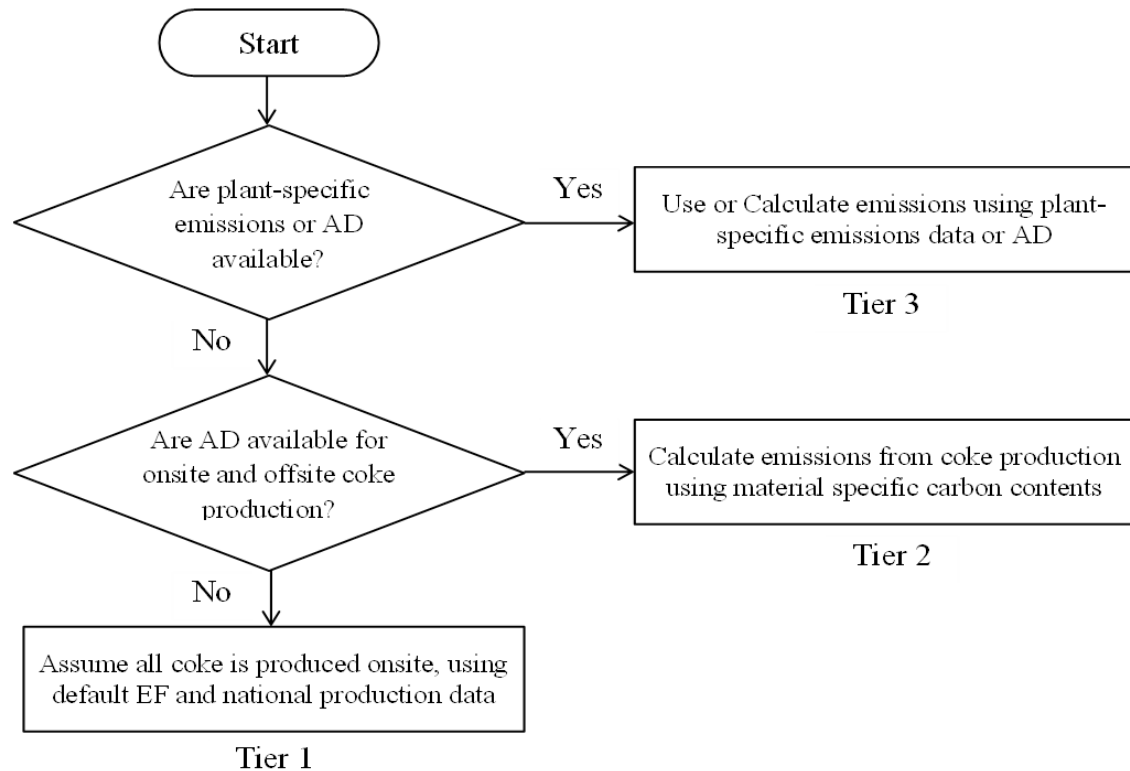 Start
Are plant-specific
emissions or AD
available?
Yes
Use or Calculate emissions using plant-
specific emissions data or AD
Tier 3
No
Are AD available for
onsite and offsite coke
production?
Yes
Calculate emissions from coke production
using material specific carbon contents
Tier 2
No
Assume all coke is produced onsite, using
default EF and national production data
Tier 1